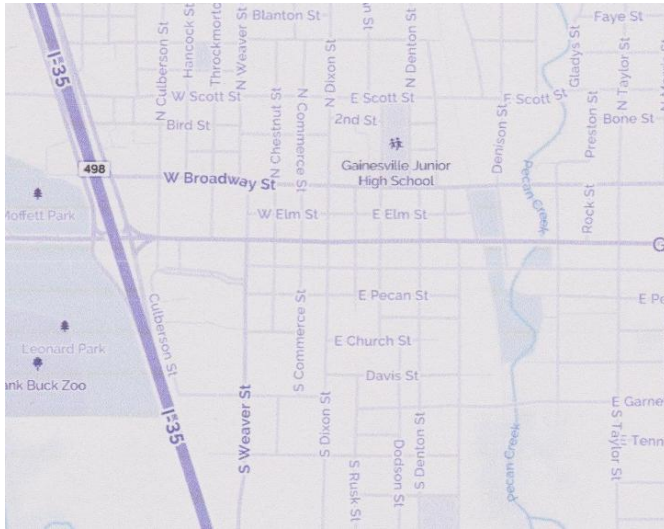 Blanton St
Faye St
I-35
N Culberson St
Hancock St
N Weaver St
N Dixon St
N Denton St
Gladys St
N Taylor St
W Scott St
N Chestnut St
N Commerce St
E Scott St
E Scott St
Bird St
2nd St
Denison St
Preston St
Bone St
498
W Broadway St
Gainesville Junior
High School
Pecan Creek
Moffett Park
W Elm St
E Elm St
Rock St
Culberson St
E Pecan St
S Commerce St
E Church St
Leonard Park
Davis St
ank Buck Zoo
I-35
S Weaver St
S Dixon St
S Rusk St
Dodson St
S Denton St
Pecan Creek
E Garne
S Taylor St
E Tenn